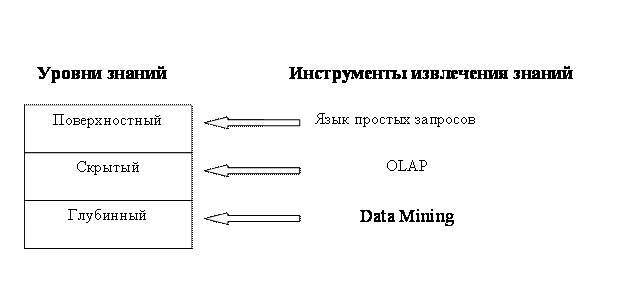 Уровни знаний Инструменты извлечения знаний
Поверхностный Язык простых запросов
Скрытый OLAP
Глубинный Data Mining